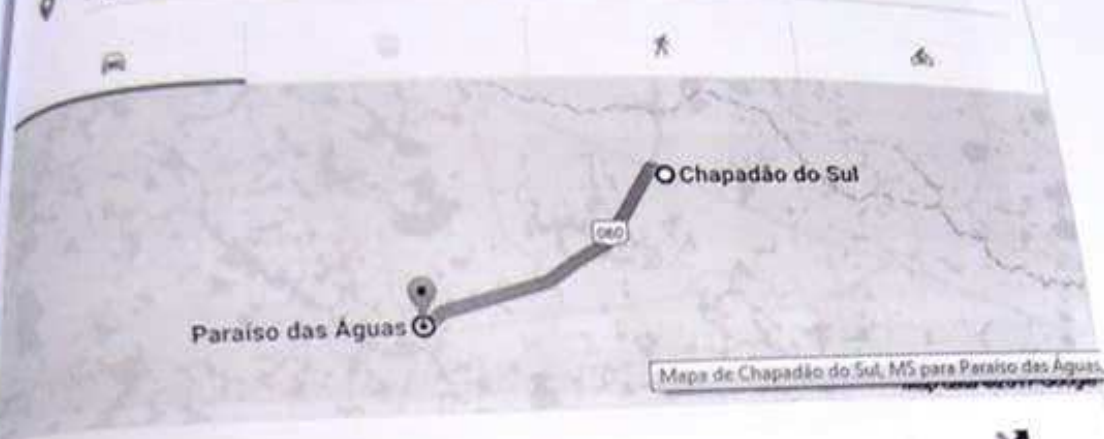 Chapadão do Sul
060
Paraíso das Águas
Mapa de Chapadão do Sul, MS para Paraíso das Águas,